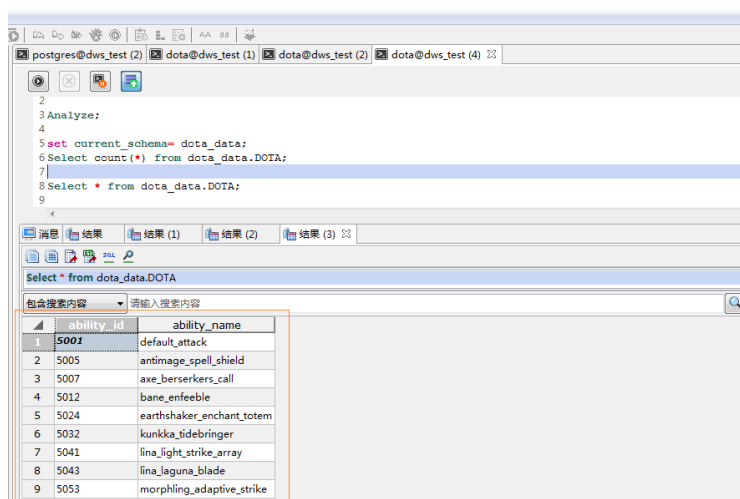 AA aa
postgres@dws_test (2) dota@dws_test (1) dota@dws_test (2) dota@dws_test (4)
2
3 Analyze;
4
5 set current_schema= dota_data;
6 Select count(*) from dota_data.DOTA;
7
8 Select * from dota_data.DOTA;
9
消息 结果 结果 (1) 结果 (2) 结果 (3)
SQL
Select * from dota_data.DOTA
包含搜索内容 请输入搜索内容
ability_id ability_name
1 5001 default_attack
2 5005 antimage_spell_shield
3 5007 axe_berserkers_call
4 5012 bane_enfeeble
5 5024 earthshaker_enchant_totem
6 5032 kunkka_tidebringer
7 5041 lina_light_strike_array
8 5043 lina_laguna_blade
9 5053 morphling_adaptive_strike